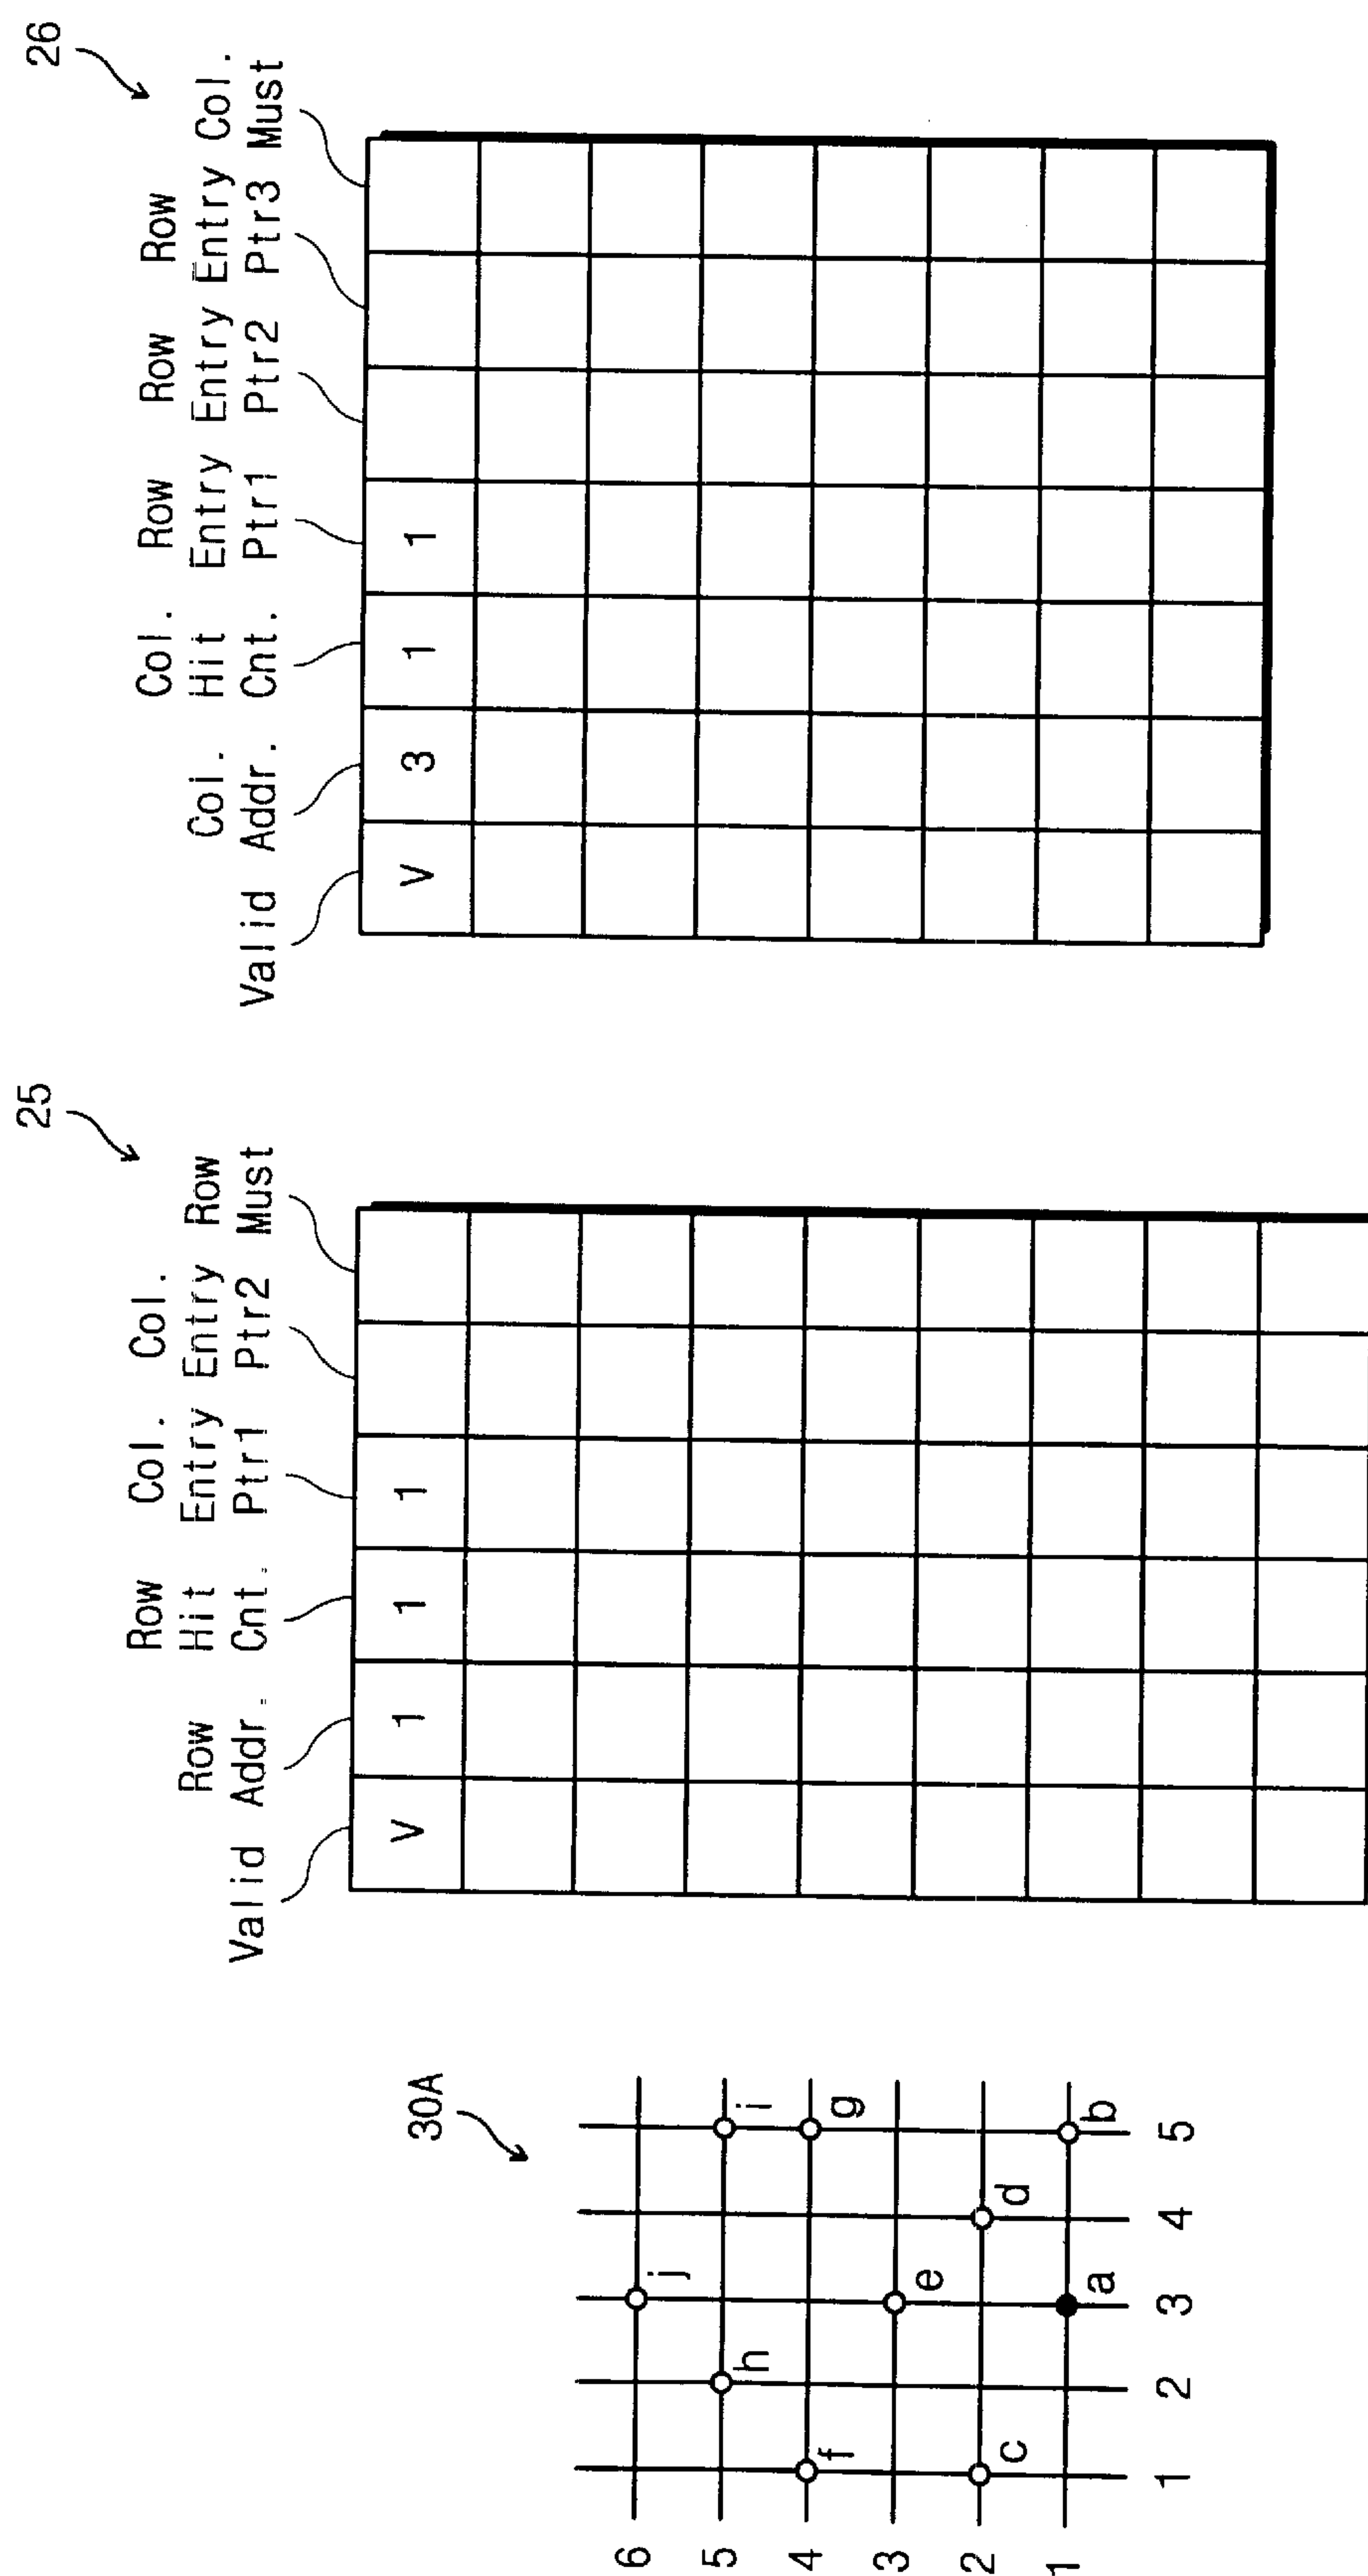 30A
6 j
5 h i
4 f g
3 e
2 c d
1 a b
1 2 3 4 5
25
Row Col. Col.
Row Hit Entry Entry Row
Valid Addr. Cnt. Ptr1 Ptr2 Must
V 1 1 1
26
Col. Row Row Row
Col. Hit Entry Entry Entry Col.
Valid Addr. Cnt. Ptr1 Ptr2 Ptr3 Must
V 3 1 1